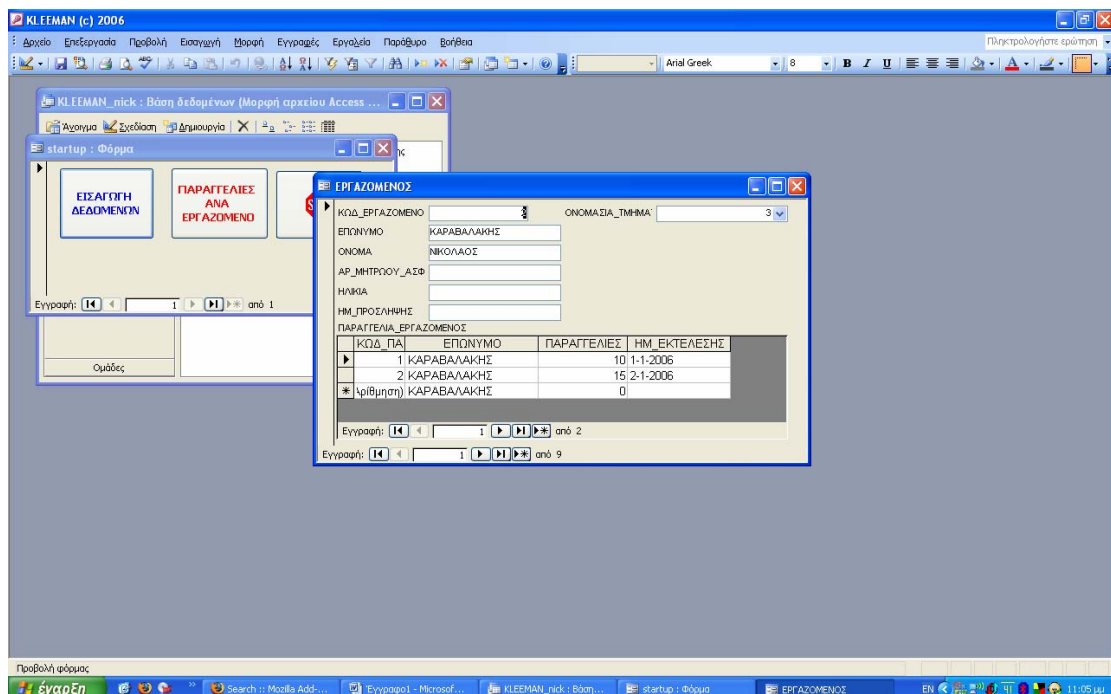 KLEEMAN (c) 2006
Αρχείο Επεξεργασία Προβολή Εισαγωγή Μορφή Εγγραφές Εργαλεία Παράθυρο Βοήθεια Πληκτρολογήστε ερώτηση
Arial Greek 8 B I U
KLEEMAN_nick : Βάση δεδομένων (Μορφή αρχείου Access ...
Άνοιγμα Σχεδίαση Δημιουργία
startup : Φόρμα
ΕΙΣΑΓΩΓΗ ΔΕΔΟΜΕΝΩΝ
ΠΑΡΑΓΓΕΛΙΕΣ ΑΝΑ ΕΡΓΑΖΟΜΕΝΟ
Εγγραφή: 1 από 1
Ομάδες
ΕΡΓΑΖΟΜΕΝΟΣ
ΚΩΔ_ΕΡΓΑΖΟΜΕΝΟ ΟΝΟΜΑΣΙΑ_ΤΜΗΜΑ 3
ΕΠΩΝΥΜΟ ΚΑΡΑΒΑΛΑΚΗΣ
ΟΝΟΜΑ ΝΙΚΟΛΑΟΣ
ΑΡ_ΜΗΤΡΩΟΥ_ΑΣΦ
ΗΛΙΚΙΑ
ΗΜ_ΠΡΟΣΛΗΨΗΣ
ΠΑΡΑΓΓΕΛΙΑ_ΕΡΓΑΖΟΜΕΝΟΣ
ΚΩΔ_ΠΑ ΕΠΩΝΥΜΟ ΠΑΡΑΓΓΕΛΙΕΣ ΗΜ_ΕΚΤΕΛΕΣΗΣ
1 ΚΑΡΑΒΑΛΑΚΗΣ 10 1-1-2006
2 ΚΑΡΑΒΑΛΑΚΗΣ 15 2-1-2006
ρίθμηση) ΚΑΡΑΒΑΛΑΚΗΣ 0
Εγγραφή: 1 από 2
Εγγραφή: 1 από 9
Προβολή φόρμας
έναρξη Search :: Mozilla Add-... Έγγραφο1 - Microsof... KLEEMAN_nick : Βάση... startup : Φόρμα ΕΡΓΑΖΟΜΕΝΟΣ EN 11:05 μμ